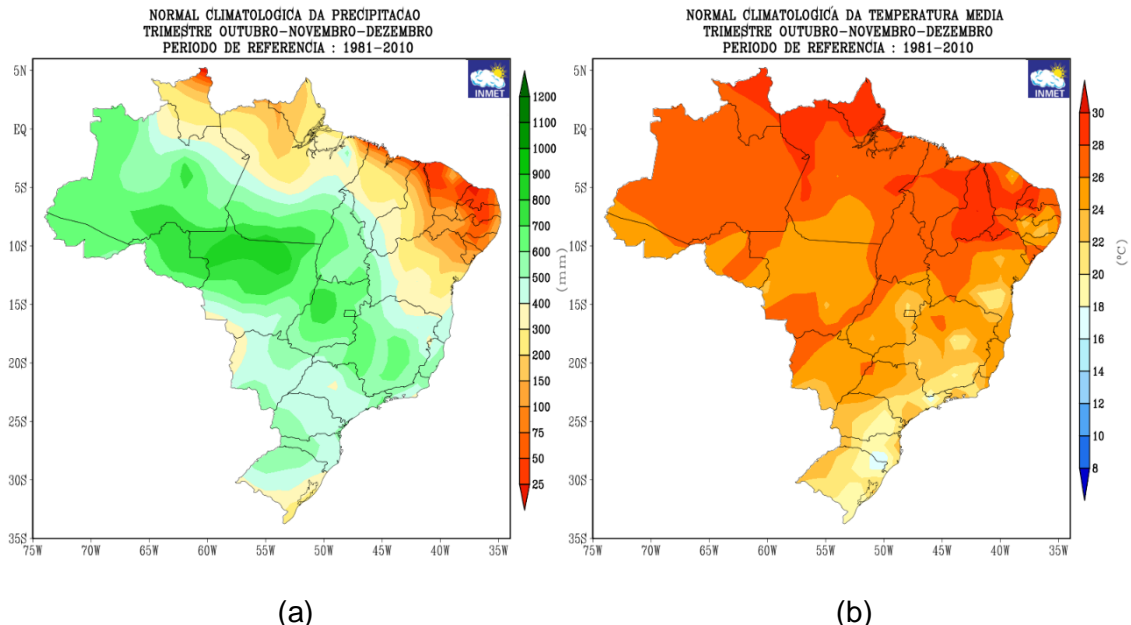 NORMAL CLIMATOLOGICA DA PRECIPITACAO
TRIMESTRE OUTUBRO-NOVEMBRO-DEZEMBRO
PERIODO DE REFERENCIA : 1981-2010
INMET
5N
EQ
5S
10S
15S
20S
25S
30S
35S
75W
70W
65W
60W
55W
50W
45W
40W
35W
1200
1100
1000
900
800
700
600
500
400
300
200
150
100
75
50
25
(mm)
(a)
NORMAL CLIMATOLOGICA DA TEMPERATURA MEDIA
TRIMESTRE OUTUBRO-NOVEMBRO-DEZEMBRO
PERIODO DE REFERENCIA : 1981-2010
INMET
5N
EQ
5S
10S
15S
20S
25S
30S
35S
75W
70W
65W
60W
55W
50W
45W
40W
35W
30
28
26
24
22
20
18
16
14
12
10
8
(°C)
(b)